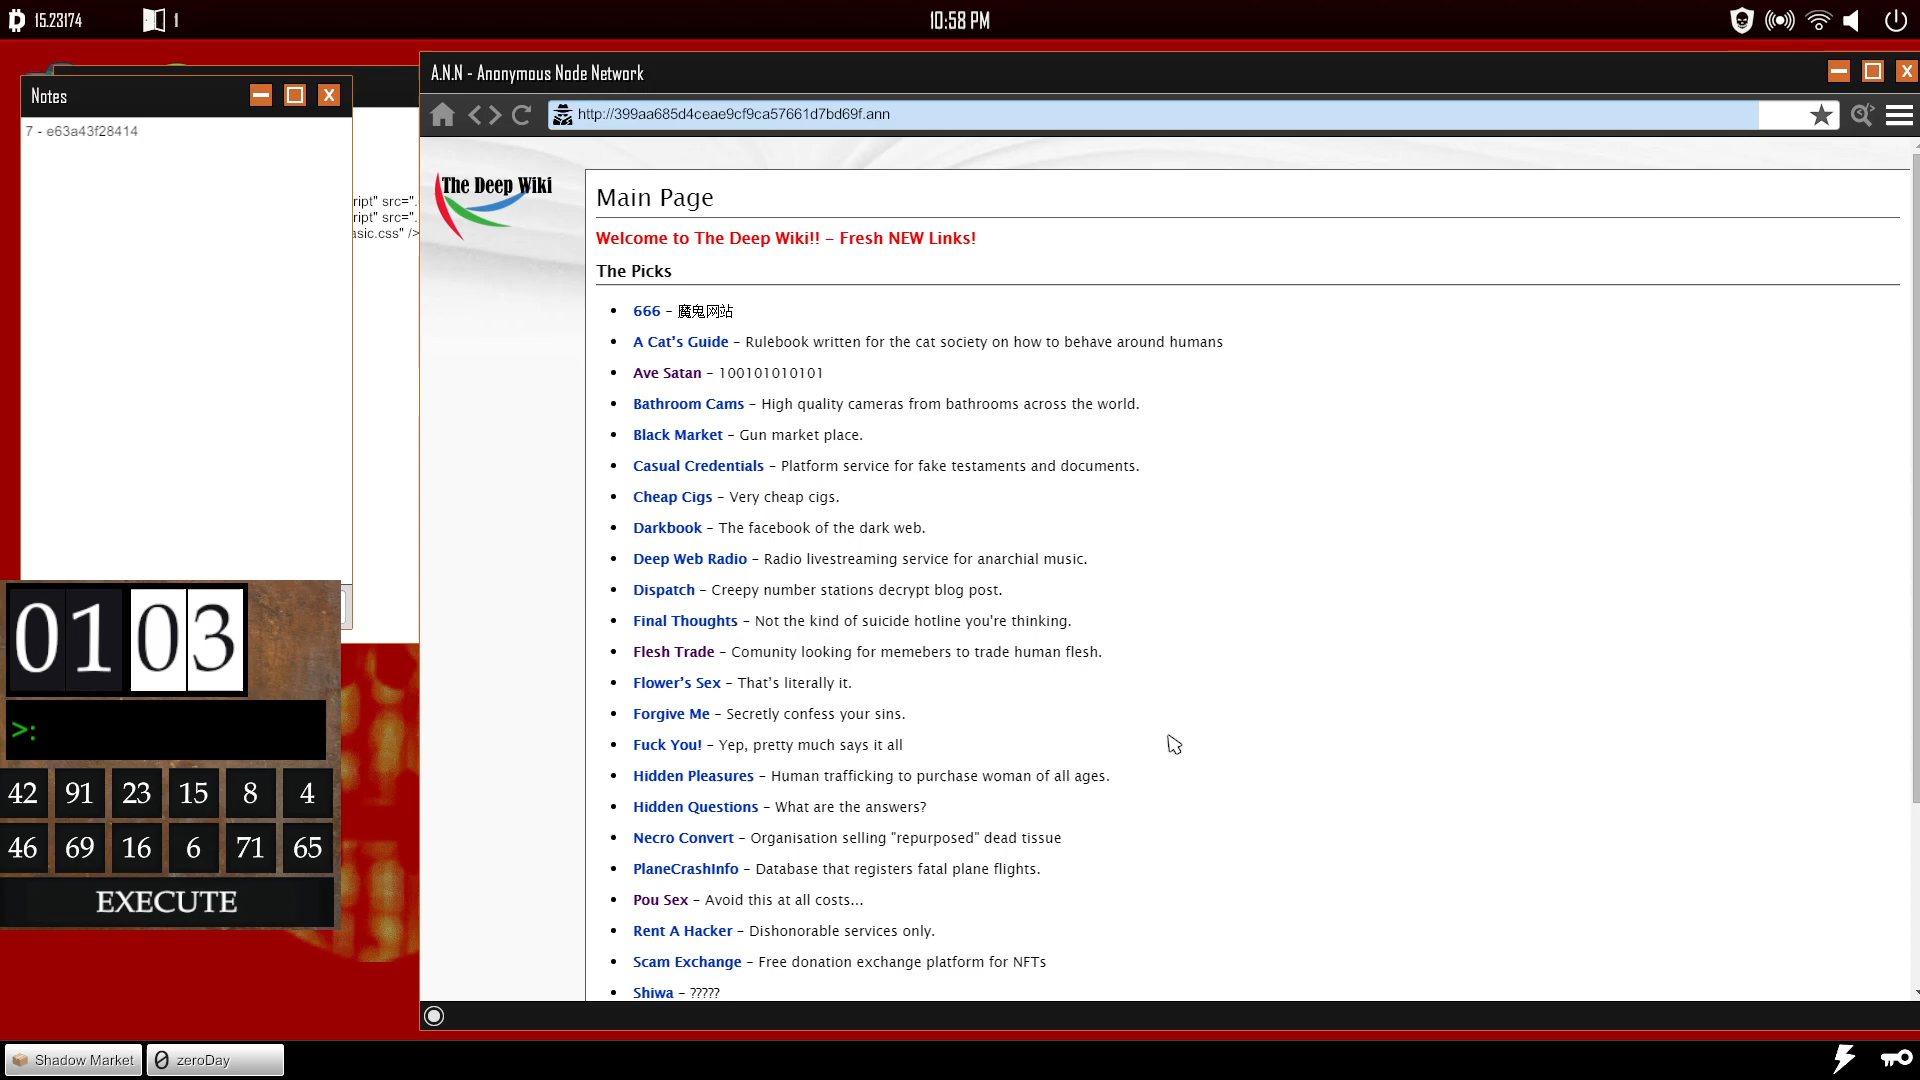 15.23174
1
10:58 PM
Notes
7 - e63a43f28414
ript" src=".
ript" src=".
asic.css" />
A.N.N - Anonymous Node Network
http://399aa685d4ceae9cf9ca57661d7bd69f.ann
The Deep Wiki
Main Page
Welcome to The Deep Wiki!! – Fresh NEW Links!
The Picks
666 – 魔鬼网站
A Cat's Guide – Rulebook written for the cat society on how to behave around humans
Ave Satan – 100101010101
Bathroom Cams – High quality cameras from bathrooms across the world.
Black Market – Gun market place.
Casual Credentials – Platform service for fake testaments and documents.
Cheap Cigs – Very cheap cigs.
Darkbook – The facebook of the dark web.
Deep Web Radio – Radio livestreaming service for anarchial music.
Dispatch – Creepy number stations decrypt blog post.
Final Thoughts – Not the kind of suicide hotline you're thinking.
Flesh Trade – Comunity looking for memebers to trade human flesh.
Flower's Sex – That's literally it.
Forgive Me – Secretly confess your sins.
Fuck You! – Yep, pretty much says it all
Hidden Pleasures – Human trafficking to purchase woman of all ages.
Hidden Questions – What are the answers?
Necro Convert – Organisation selling "repurposed" dead tissue
PlaneCrashInfo – Database that registers fatal plane flights.
Pou Sex – Avoid this at all costs...
Rent A Hacker – Dishonorable services only.
Scam Exchange – Free donation exchange platform for NFTs
Shiwa – ?????
01 03
>:
42 91 23 15 8 4
46 69 16 6 71 65
EXECUTE
Shadow Market
zeroDay